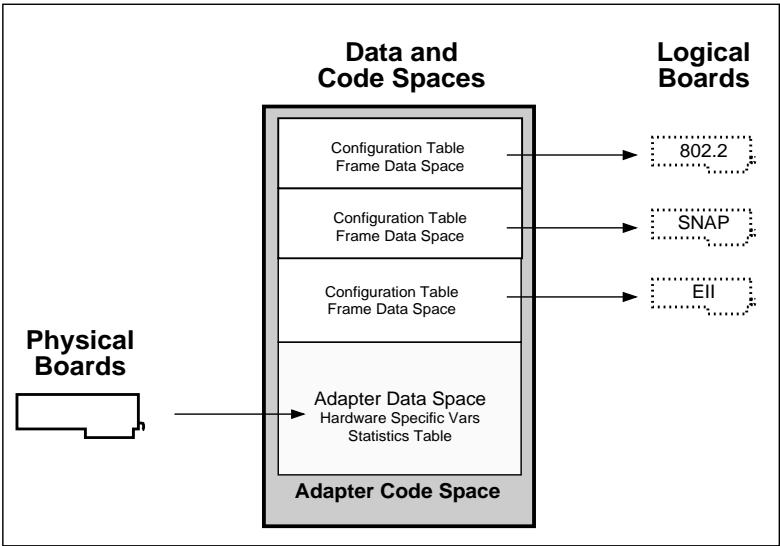 Data and
Code Spaces
Logical
Boards
Configuration Table
Frame Data Space
802.2
Configuration Table
Frame Data Space
SNAP
Configuration Table
Frame Data Space
EII
Physical
Boards
Adapter Data Space
Hardware Specific Vars
Statistics Table
Adapter Code Space